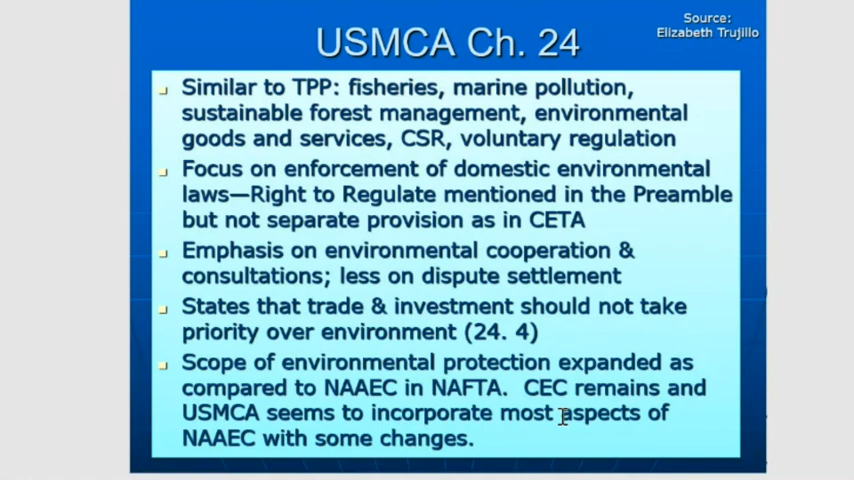 Source:
Elizabeth Trujillo
USMCA Ch. 24
Similar to TPP: fisheries, marine pollution,
sustainable forest management, environmental
goods and services, CSR, voluntary regulation
Focus on enforcement of domestic environmental
laws—Right to Regulate mentioned in the Preamble
but not separate provision as in CETA
Emphasis on environmental cooperation &
consultations; less on dispute settlement
States that trade & investment should not take
priority over environment (24. 4)
Scope of environmental protection expanded as
compared to NAAEC in NAFTA. CEC remains and
USMCA seems to incorporate most aspects of
NAAEC with some changes.